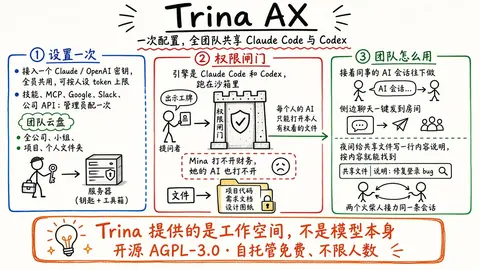 Trina AX
一次配置,全团队共享 Claude Code 与 Codex
① 设置一次
• 接入一个 Claude / OpenAI 密钥,
全员共用,可按人设 token 上限
• 技能、MCP、Google、Slack、
公司 API:管理员配一次
团队云盘
• 全公司、小组、
• 项目、个人文件夹
服务器
(钥匙+工具箱)
② 权限闸门
引擎是 Claude Code 和 Codex,
跑在沙箱里
出示工牌
提问者
权限闸门
每个人的 AI
只能打开本人
有权看的文件
Mina 打不开财务,
她的 AI 也打不开
文件
项目代码
需求文档
设计图纸
③ 团队怎么用
接着同事的 AI 会话往下做
AI 会话…
侧边聊天一键发到房间
夜间给共享文件写一行内容说明,
按内容就能找到
共享文件
说明:修复登录 bug
两个火柴人接力同一条会话
Trina 提供的是工作空间,不是模型本身
开源 AGPL-3.0 · 自托管免费、不限人数